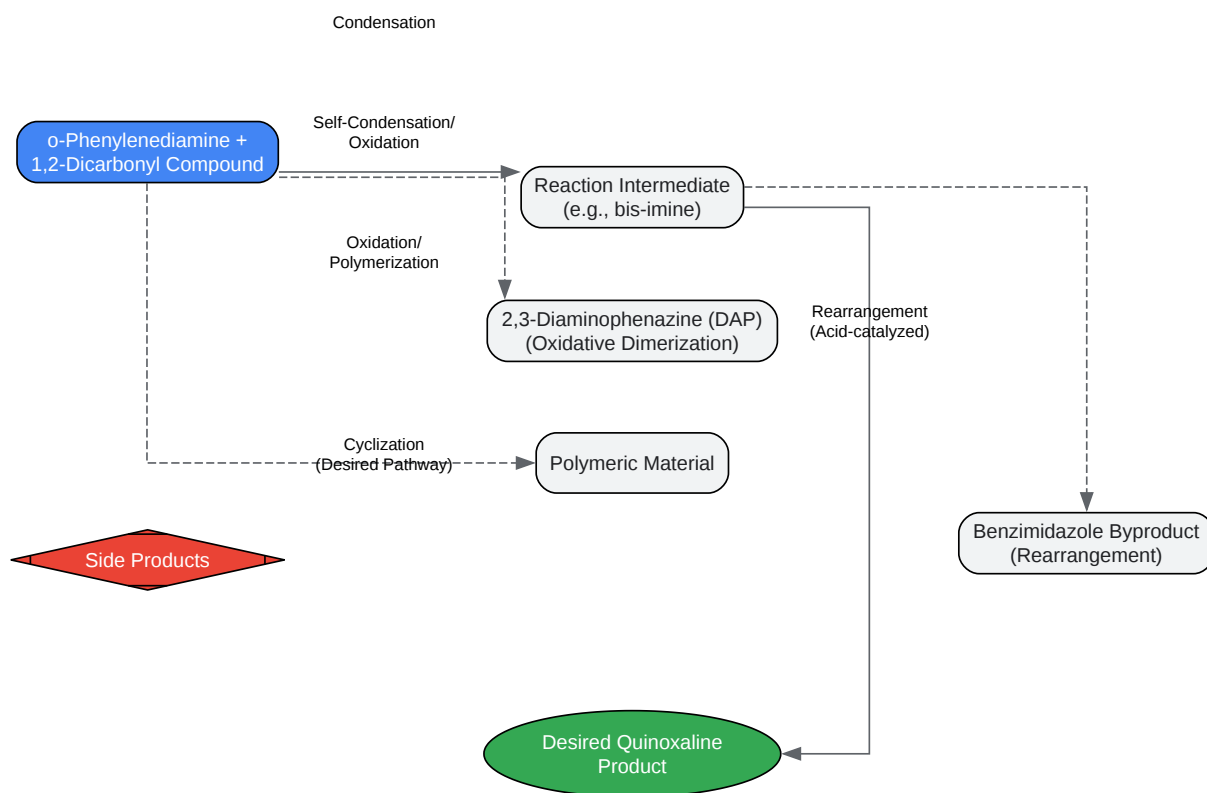 Condensation
Self-Condensation/
Oxidation
o-Phenylenediamine +
1,2-Dicarbonyl Compound
Reaction Intermediate
(e.g., bis-imine)
Oxidation/
Polymerization
2,3-Diaminophenazine (DAP)
(Oxidative Dimerization)
Rearrangement
(Acid-catalyzed)
Cyclization
(Desired Pathway)
Polymeric Material
Side Products
Benzimidazole Byproduct
(Rearrangement)
Desired Quinoxaline
Product